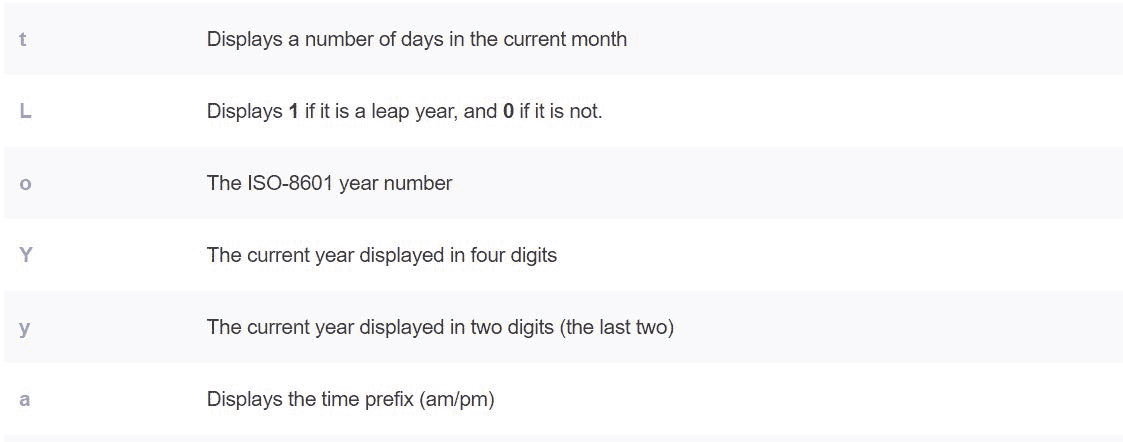 t Displays a number of days in the current month
L Displays 1 if it is a leap year, and 0 if it is not.
o The ISO-8601 year number
Y The current year displayed in four digits
y The current year displayed in two digits (the last two)
a Displays the time prefix (am/pm)